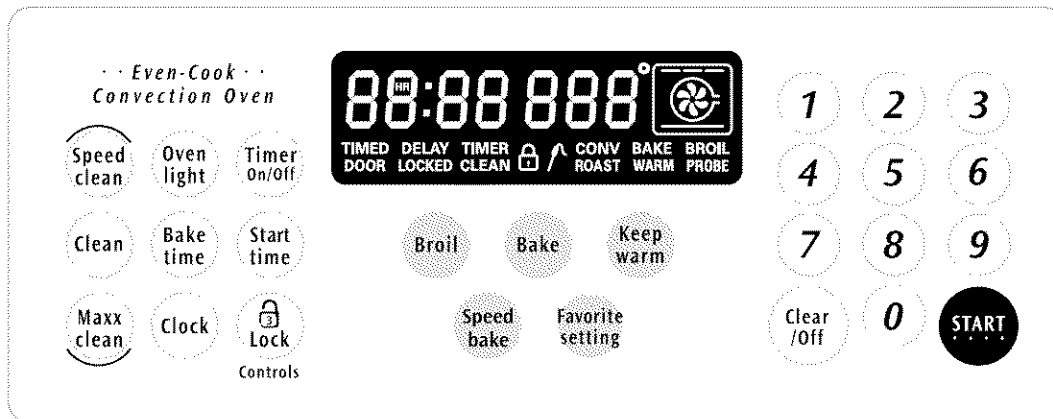 · · Even-Cook · ·
Convection Oven
Speed
clean
Oven
light
Timer
On/Off
Clean
Bake
time
Start
time
Maxx
clean
Clock
3
Lock
Controls
88:88 888°
HR
TIMED DELAY TIMER CONV BAKE BROIL
DOOR LOCKED CLEAN ROAST WARM PROBE
Broil
Bake
Keep
warm
Speed
bake
Favorite
setting
1 2 3
4 5 6
7 8 9
Clear
/Off
0
START